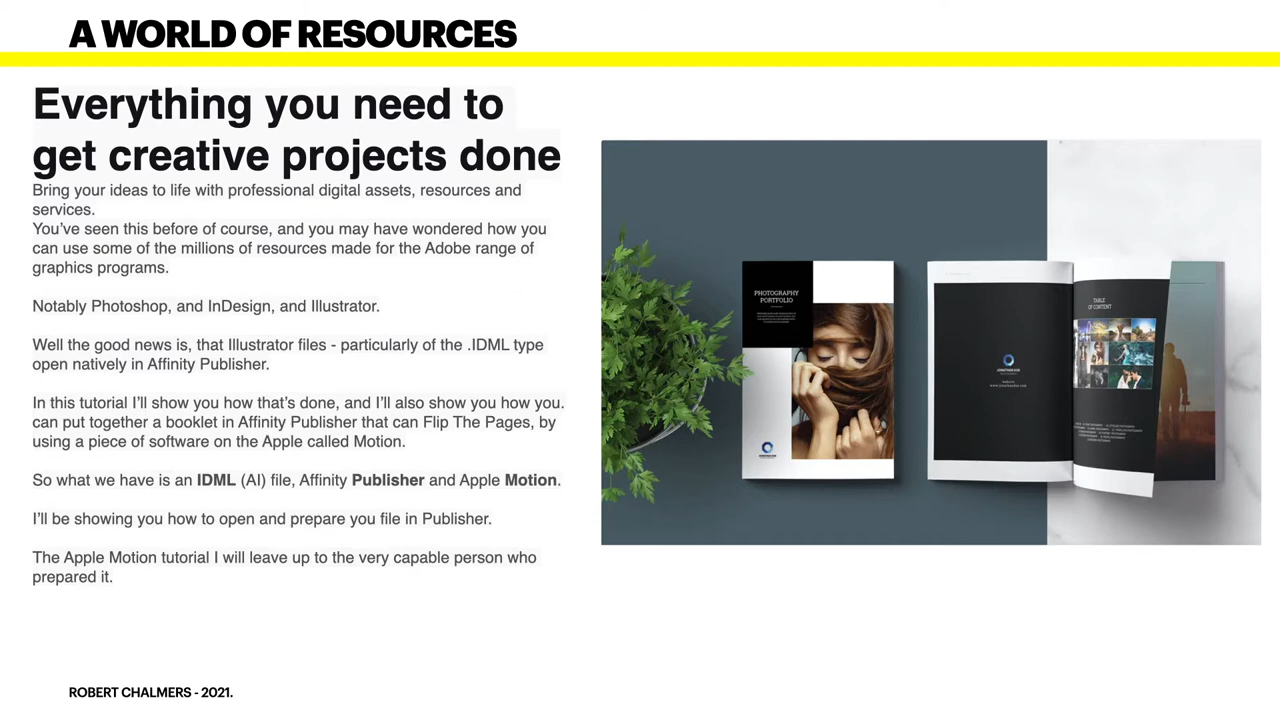 A WORLD OF RESOURCES
Everything you need to
get creative projects done
Bring your ideas to life with professional digital assets, resources and
services.
You've seen this before of course, and you may have wondered how you
can use some of the millions of resources made for the Adobe range of
graphics programs.
Notably Photoshop, and InDesign, and Illustrator.
Well the good news is, that Illustrator files - particularly of the .IDML type
open natively in Affinity Publisher.
In this tutorial I'll show you how that's done, and I'll also show you how you.
can put together a booklet in Affinity Publisher that can Flip The Pages, by
using a piece of software on the Apple called Motion.
So what we have is an IDML (AI) file, Affinity Publisher and Apple Motion.
I'll be showing you how to open and prepare you file in Publisher.
The Apple Motion tutorial I will leave up to the very capable person who
prepared it.
PHOTOGRAPHY
PORTFOLIO
TABLE
OF CONTENT
ROBERT CHALMERS - 2021.